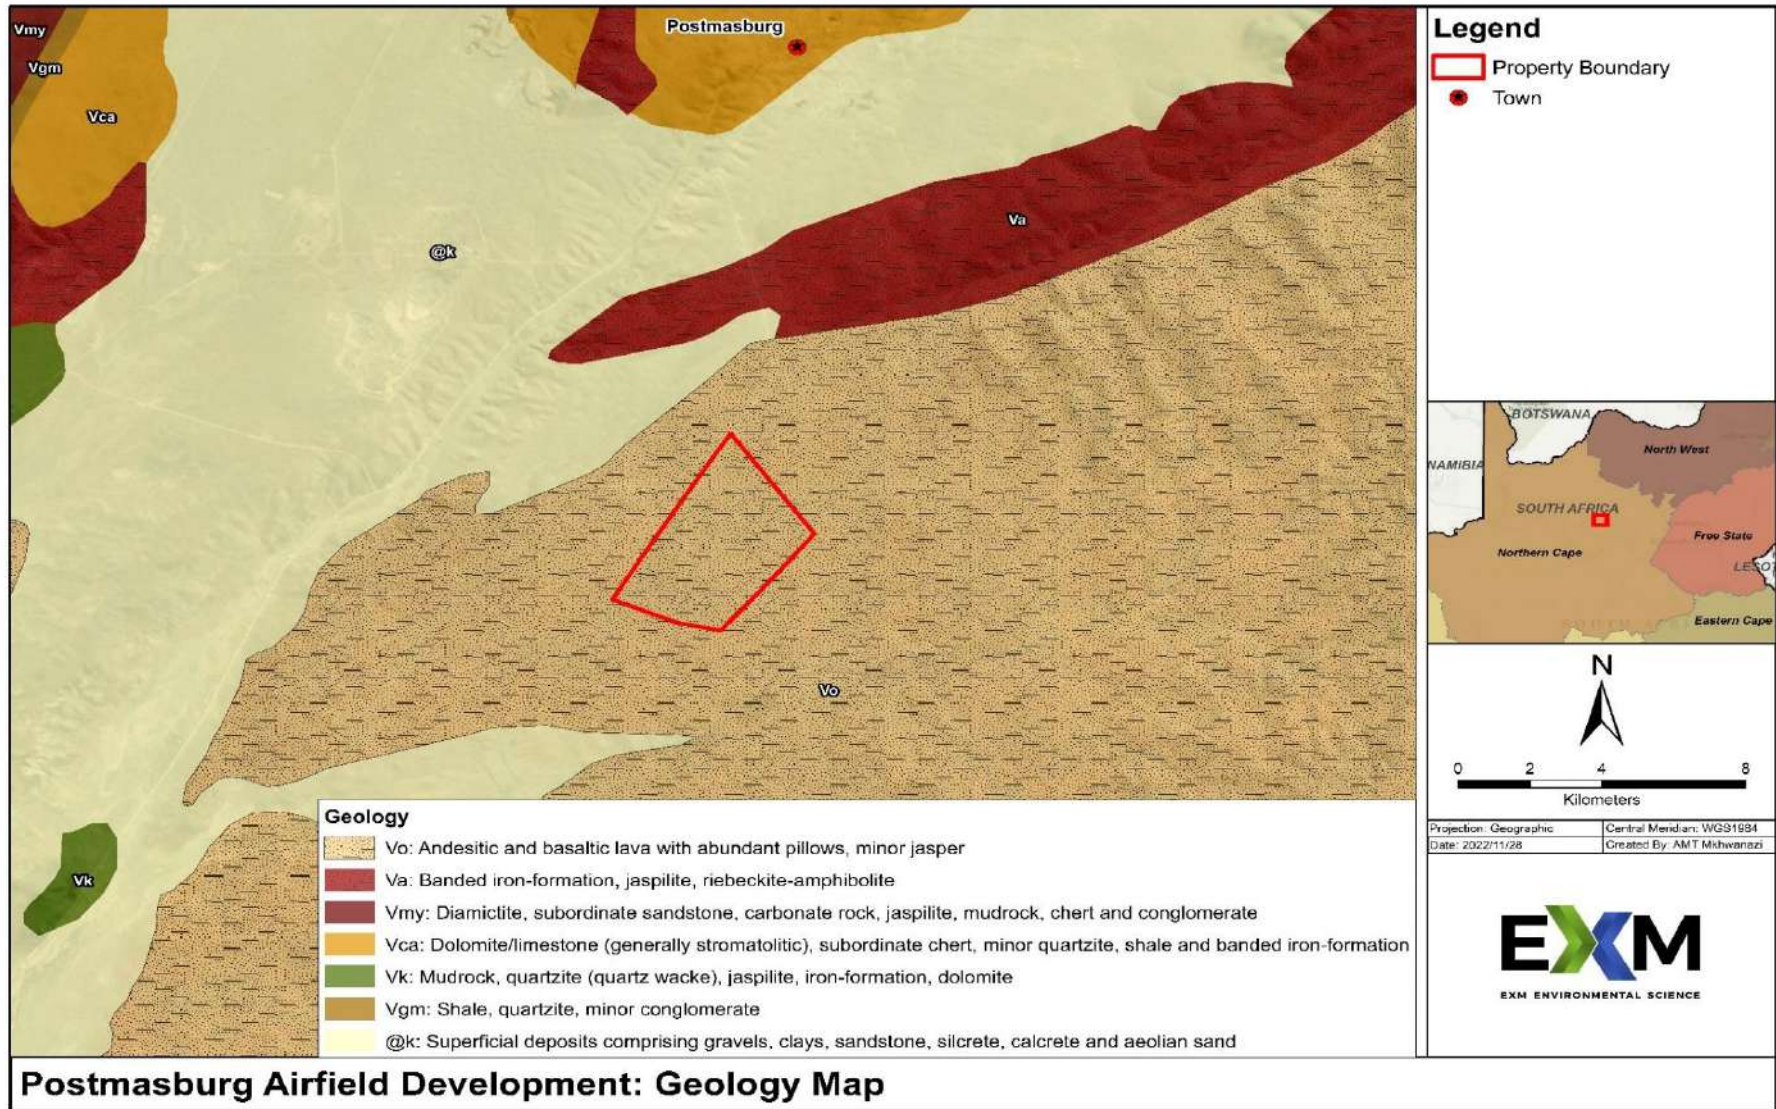 Vmy
Vgm
Vca
Postmasburg
@k
Va
Vo
Vk
Geology
Vo: Andesitic and basaltic lava with abundant pillows, minor jasper
Va: Banded iron-formation, jaspilite, riebeckite-amphibolite
Vmy: Diamictite, subordinate sandstone, carbonate rock, jaspilite, mudrock, chert and conglomerate
Vca: Dolomite/limestone (generally stromatolitic), subordinate chert, minor quartzite, shale and banded iron-formation
Vk: Mudrock, quartzite (quartz wacke), jaspilite, iron-formation, dolomite
Vgm: Shale, quartzite, minor conglomerate
@k: Superficial deposits comprising gravels, clays, sandstone, silcrete, calcrete and aeolian sand
Legend
Property Boundary
Town
BOTSWANA
North West
NAMIBIA
SOUTH AFRICA
Northern Cape
Free State
LESOT
Eastern Cape
N
0 2 4 8
Kilometers
Projection: Geographic Central Meridian: WGS1984
Date: 2022/11/28 Created By: AMT Mkhwanazi
EXM
EXM ENVIRONMENTAL SCIENCE
Postmasburg Airfield Development: Geology Map